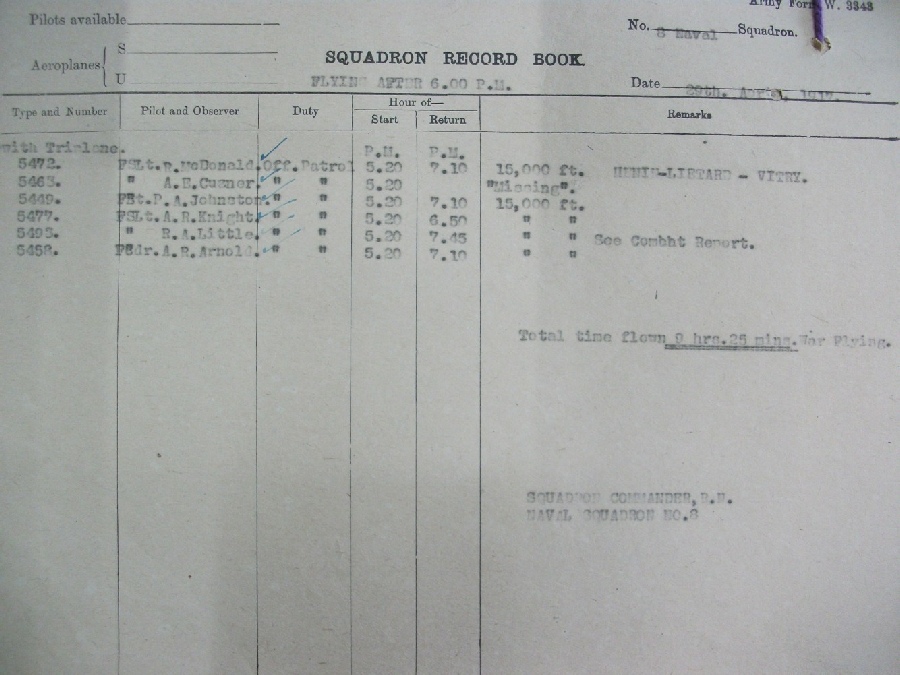 Army Form W. 3343
Pilots available
No. 8 Naval Squadron.
Aeroplanes { S
U
SQUADRON RECORD BOOK.
FLYING AFTER 6.00 P.M.
Date 29th. 1917.
Type and Number Pilot and Observer Duty Hour of— Start Return Remarks
with Triplane. P.M. P.M.
5472. FSLt. McDonald. Off. Patrol 5.20 7.10 15,000 ft. HENIN-LIETARD - VITRY.
5463. " A.E.Cuzner. " " 5.20 "Missing".
5449. P.A.Johnston. " " 5.20 7.10 15,000 ft.
5477. FSLt.A.R.Knight. " " 5.20 6.50 " "
5493. " R.A.Little. " " 5.20 7.45 " " See Combht Report.
5458. A.R.Arnold. " " 5.20 7.10 " "
Total time flown 9 hrs.25 mins. War Flying.
SQUADRON COMMANDER,R.N.
NAVAL SQUADRON NO.8